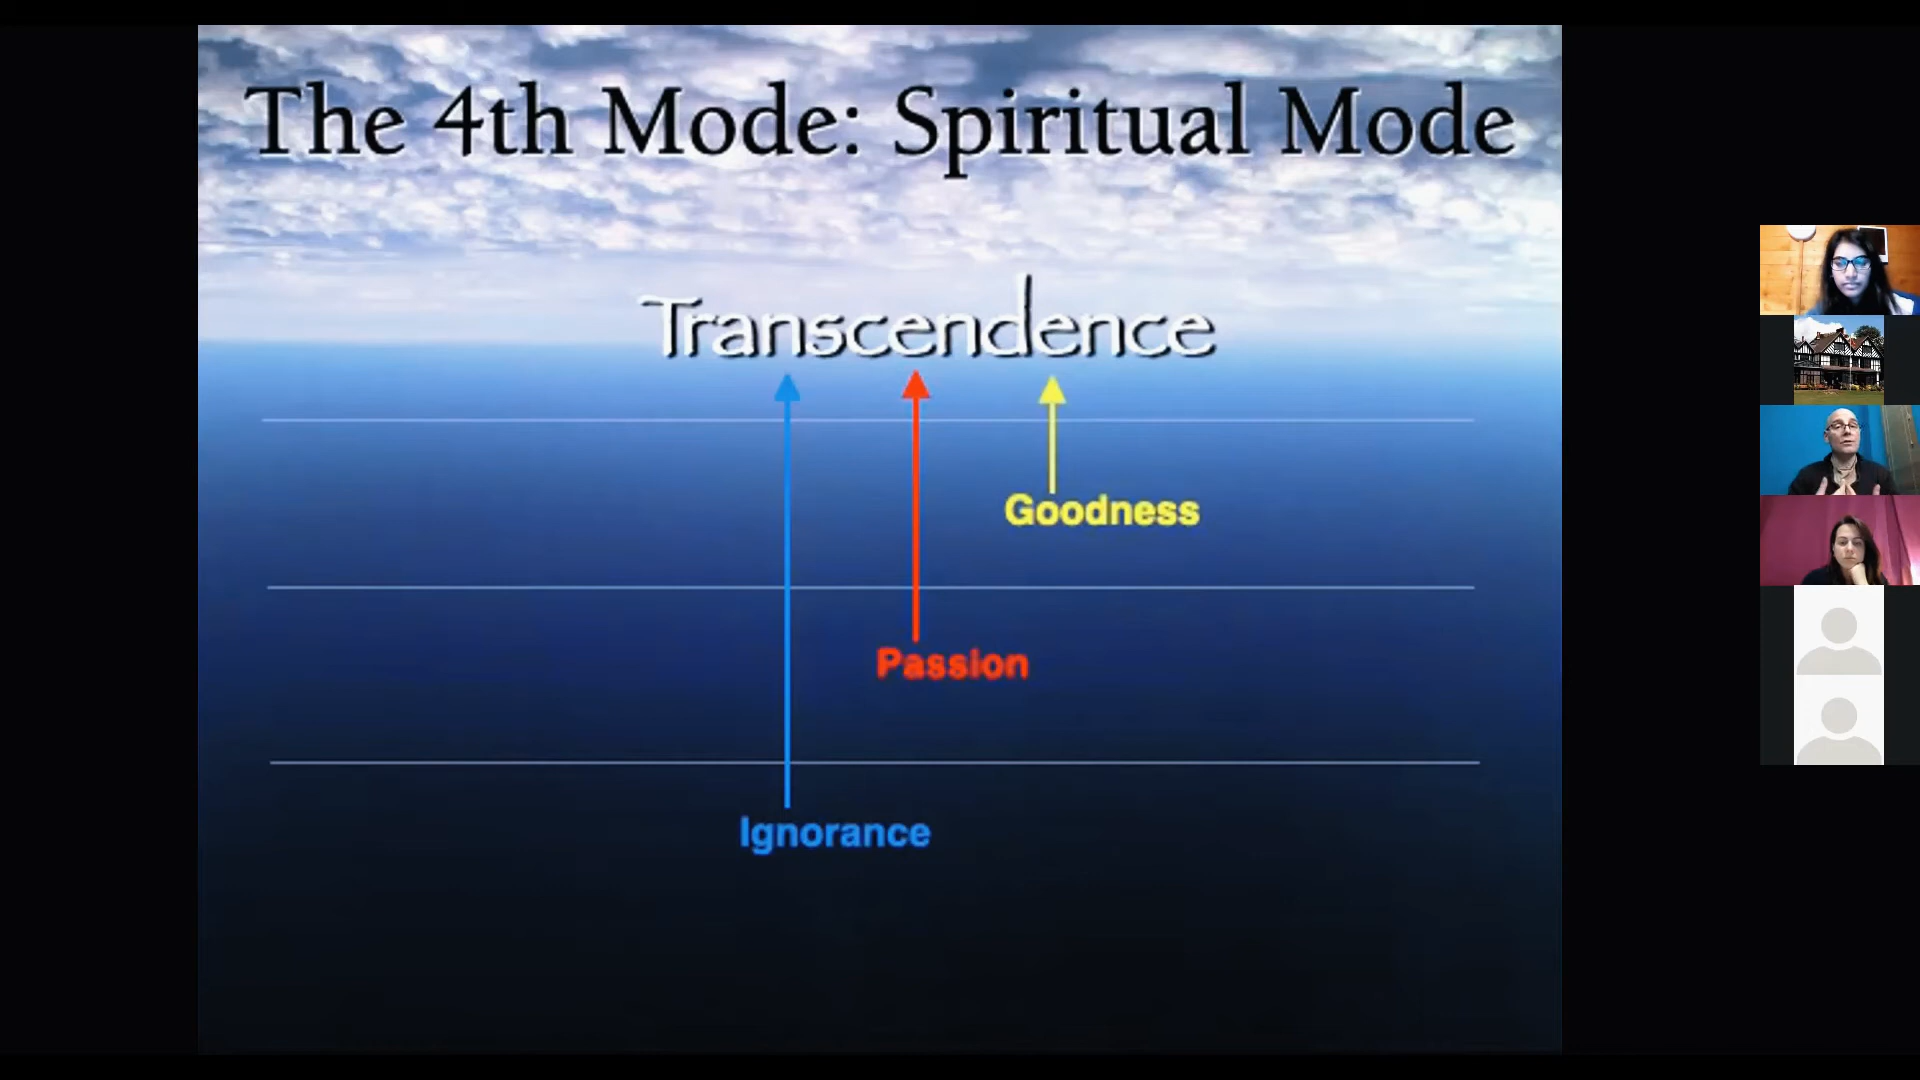 The 4th Mode: Spiritual Mode
Transcendence
Goodness
Passion
Ignorance